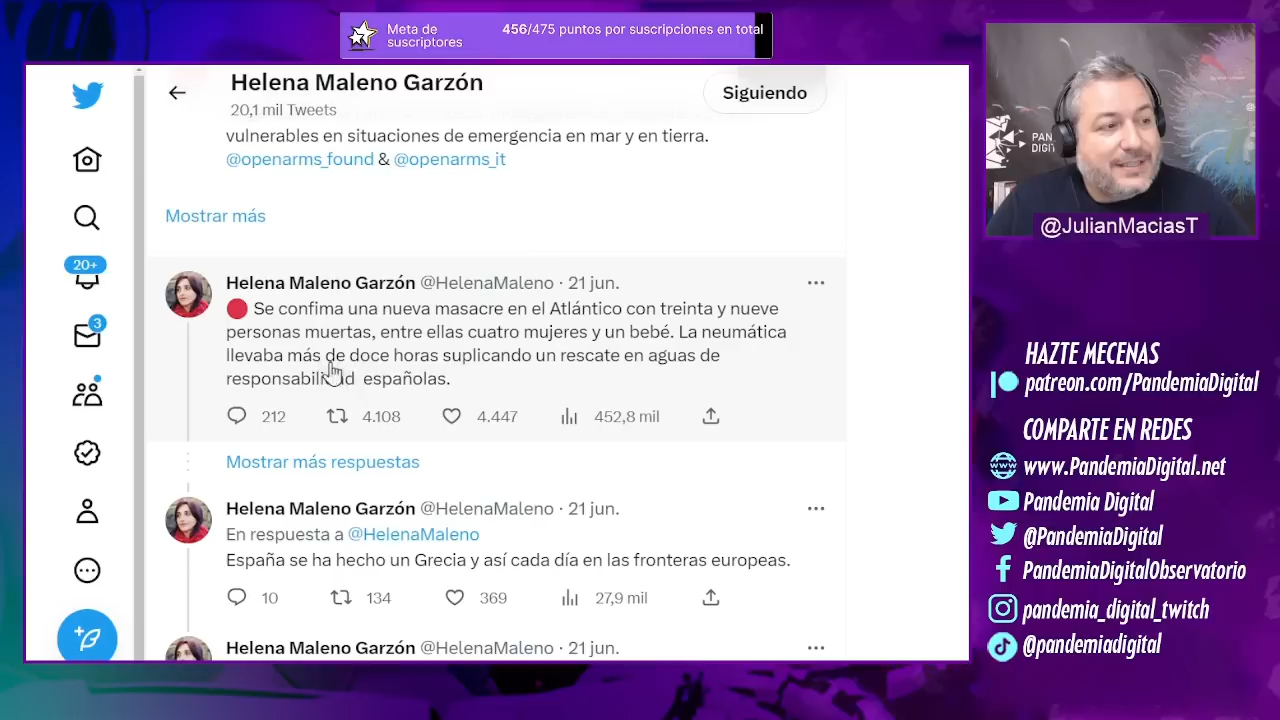 Meta de
suscriptores
456/475 puntos por suscripciones en total
Helena Maleno Garzón
20,1 mil Tweets
Siguiendo
vulnerables en situaciones de emergencia en mar y en tierra.
@openarms_found & @openarms_it
Mostrar más
20+
3
Helena Maleno Garzón @HelenaMaleno · 21 jun.
🔴 Se confima una nueva masacre en el Atlántico con treinta y nueve
personas muertas, entre ellas cuatro mujeres y un bebé. La neumática
llevaba más de doce horas suplicando un rescate en aguas de
responsabilidad españolas.
212 4.108 4.447 452,8 mil
Mostrar más respuestas
Helena Maleno Garzón @HelenaMaleno · 21 jun.
En respuesta a @HelenaMaleno
España se ha hecho un Grecia y así cada día en las fronteras europeas.
10 134 369 27,9 mil
Helena Maleno Garzón @HelenaMaleno · 21 jun.
PAN
DIGI
@JulianMaciasT
HAZTE MECENAS
patreon.com/PandemiaDigital
COMPARTE EN REDES
www.PandemiaDigital.net
Pandemia Digital
@PandemiaDigital
PandemiaDigitalObservatorio
pandemia_digital_twitch
@pandemiadigital